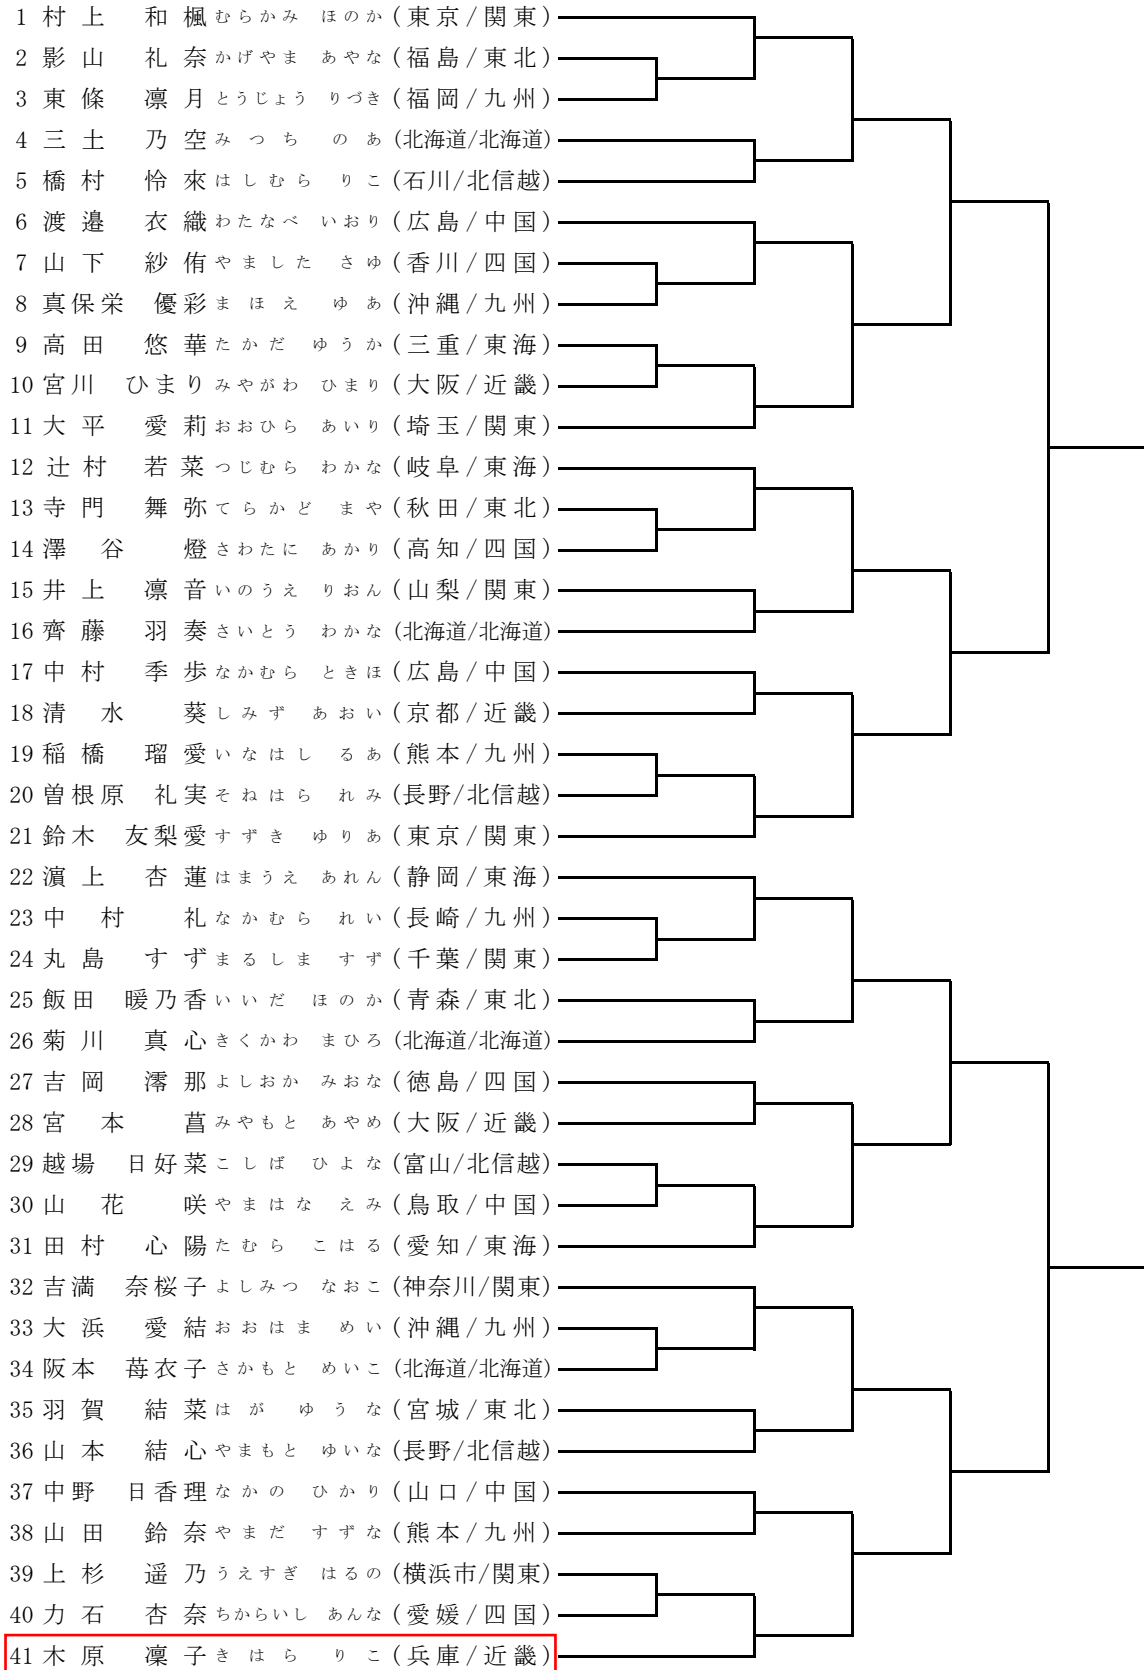 1 村上 和楓 むらかみ ほのか (東京/関東)
2 影山 礼奈 かげやま あやな (福島/東北)
3 東條 凛月 とうじょう りづき (福岡/九州)
4 三土 乃空 みつち のあ (北海道/北海道)
5 橋村 怜來 はしむら りこ (石川/北信越)
6 渡邉 衣織 わたなべ いおり (広島/中国)
7 山下 紗侑 やました さゆ (香川/四国)
8 真保栄 優彩 まほえ ゆあ (沖縄/九州)
9 高田 悠華 たかだ ゆうか (三重/東海)
10 宮川 ひまり みやがわ ひまり (大阪/近畿)
11 大平 愛莉 おおひら あいり (埼玉/関東)
12 辻村 若菜 つじむら わかな (岐阜/東海)
13 寺門 舞弥 てらかど まや (秋田/東北)
14 澤谷 燈 さわたに あかり (高知/四国)
15 井上 凛音 いのうえ りおん (山梨/関東)
16 齊藤 羽奏 さいとう わかな (北海道/北海道)
17 中村 季歩 なかむら ときほ (広島/中国)
18 清水 葵 しみず あおい (京都/近畿)
19 稲橋 瑠愛 いなはし るあ (熊本/九州)
20 曽根原 礼実 そねはら れみ (長野/北信越)
21 鈴木 友梨愛 すずき ゆりあ (東京/関東)
22 濵上 杏蓮 はまうえ あれん (静岡/東海)
23 中村 礼 なかむら れい (長崎/九州)
24 丸島 すず まるしま すず (千葉/関東)
25 飯田 暖乃香 いいだ ほのか (青森/東北)
26 菊川 真心 きくかわ まひろ (北海道/北海道)
27 吉岡 澪那 よしおか みおな (徳島/四国)
28 宮本 菖 みやもと あやめ (大阪/近畿)
29 越場 日好菜 こしば ひよな (富山/北信越)
30 山花 咲 やまはな えみ (鳥取/中国)
31 田村 心陽 たむら こはる (愛知/東海)
32 吉満 奈桜子 よしみつ なおこ (神奈川/関東)
33 大浜 愛結 おおはま めい (沖縄/九州)
34 阪本 苺衣子 さかもと めいこ (北海道/北海道)
35 羽賀 結菜 はが ゆうな (宮城/東北)
36 山本 結心 やまもと ゆいな (長野/北信越)
37 中野 日香理 なかの ひかり (山口/中国)
38 山田 鈴奈 やまだ すずな (熊本/九州)
39 上杉 遥乃 うえすぎ はるの (横浜市/関東)
40 力石 杏奈 ちからいし あんな (愛媛/四国)
41 木原 凜子 きはら りこ (兵庫/近畿)